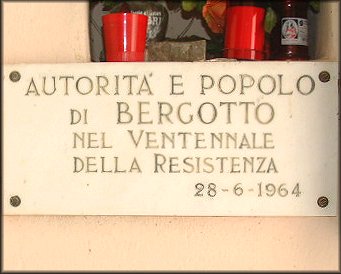 AUTORITA' E POPOLO
DI BERGOTTO
NEL VENTENNALE
DELLA RESISTENZA
28-6-1964